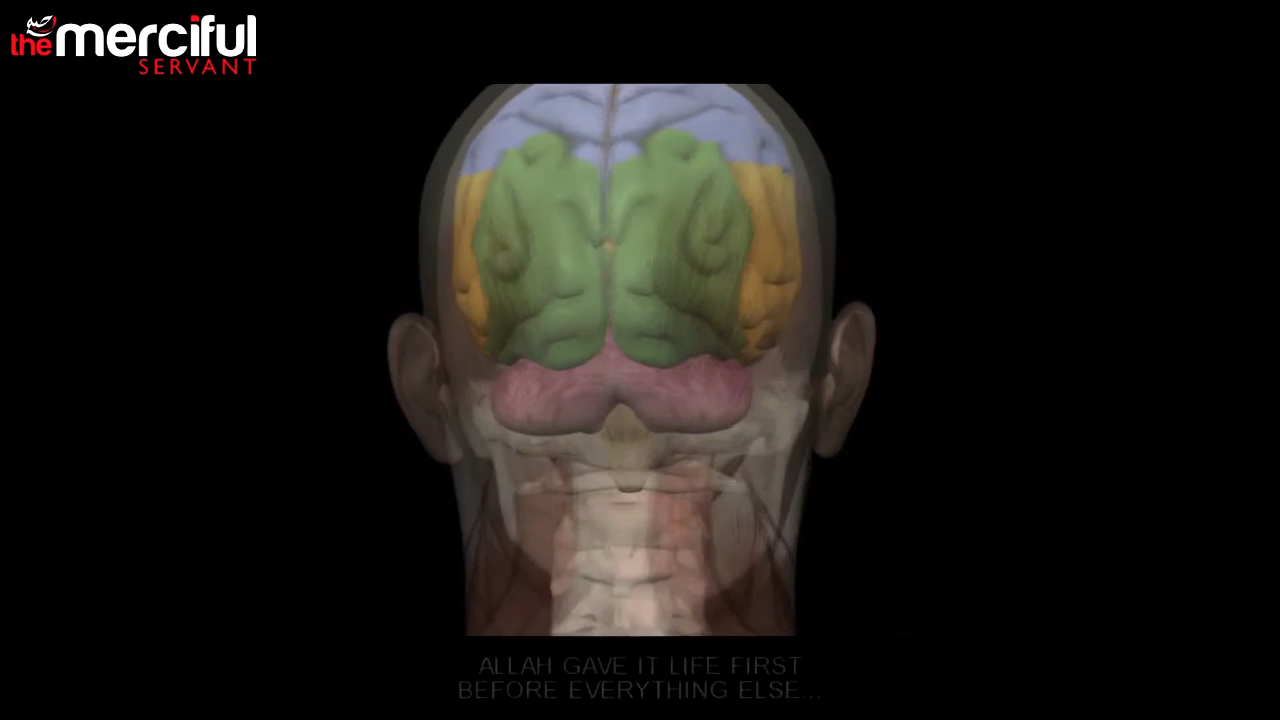 the merciful
SERVANT
ALLAH GAVE IT LIFE FIRST
BEFORE EVERYTHING ELSE...